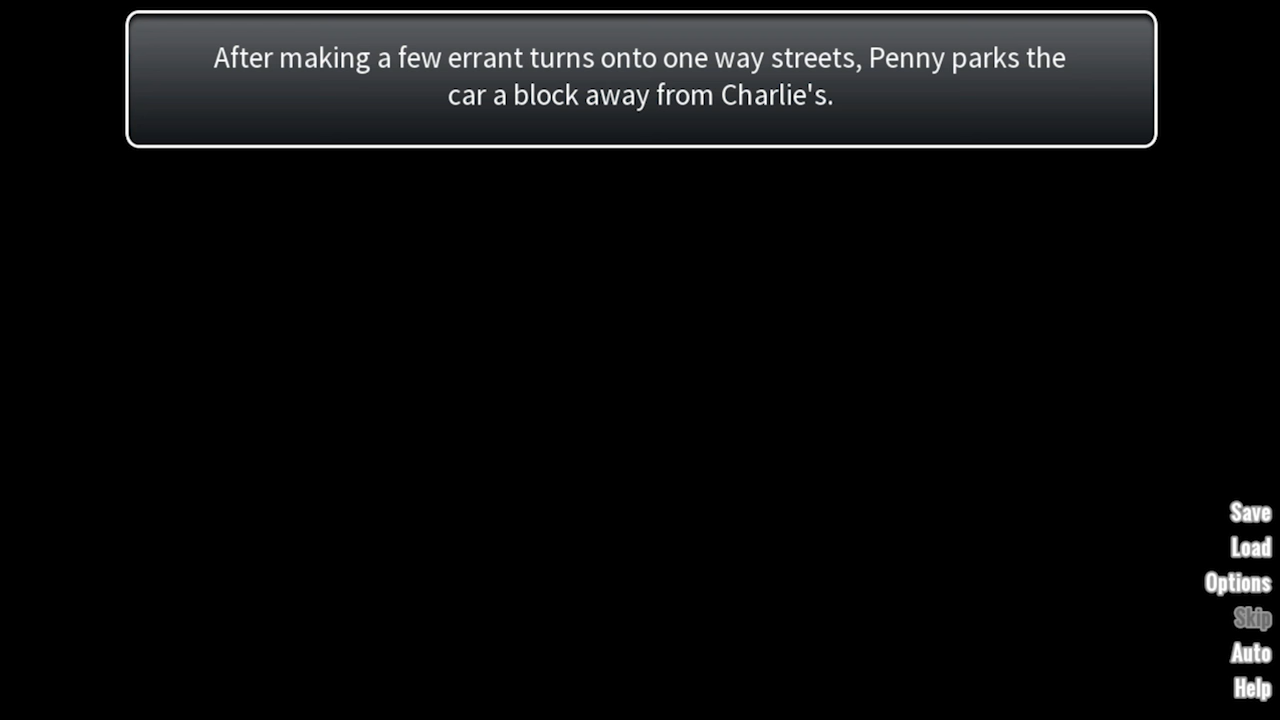 After making a few errant turns onto one way streets, Penny parks the
car a block away from Charlie's.
Save
Load
Options
Skip
Auto
Help